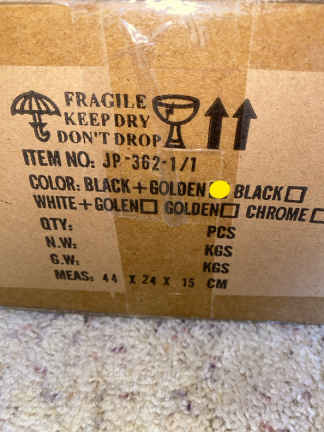 FRAGILE
KEEP DRY
DON'T DROP
ITEM NO: JP-362-1/1
COLOR: BLACK+GOLDEN BLACK□
WHITE+GOLEN□ GOLDEN□ CHROME□
QTY: PCS
N.W: KGS
G.W: KGS
MEAS: 44 X 24 X 15 CM